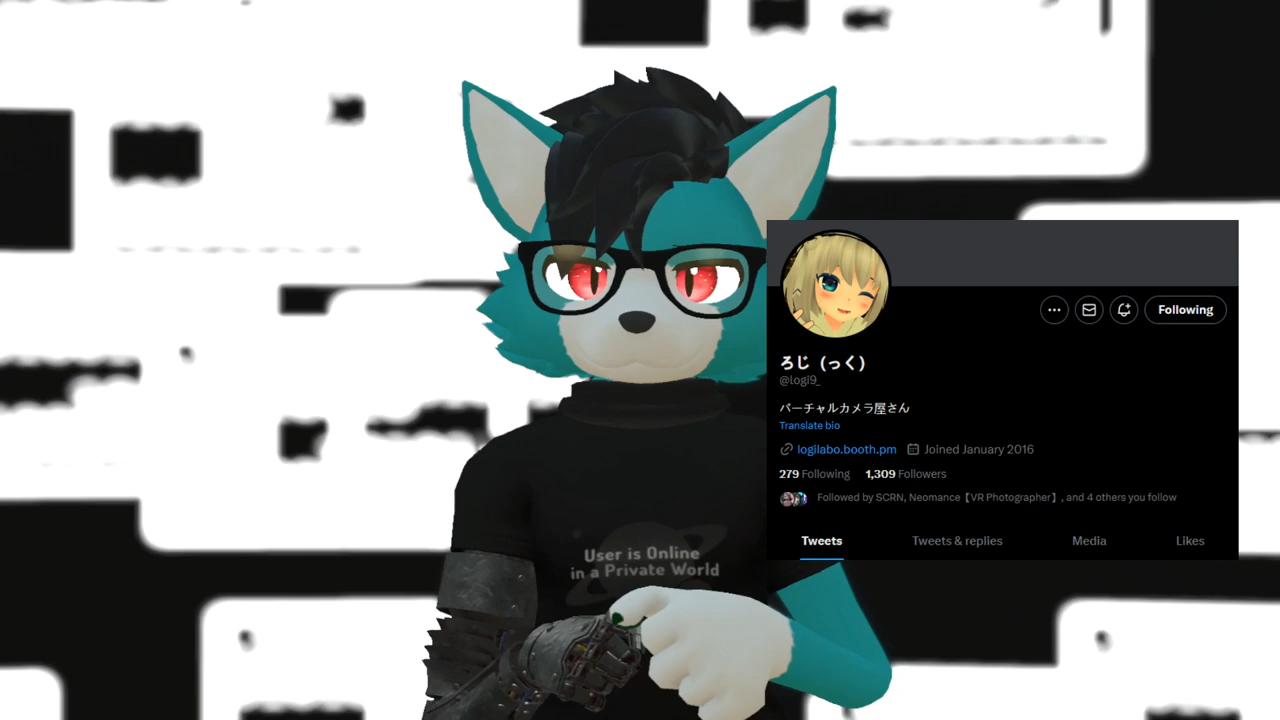 User is Online
in a Private World
Following
ろじ（っく）
@logi9_
バーチャルカメラ屋さん
Translate bio
logilabo.booth.pm Joined January 2016
279 Following 1,309 Followers
Followed by SCRN, Neomance【VR Photographer】, and 4 others you follow
Tweets Tweets & replies Media Likes